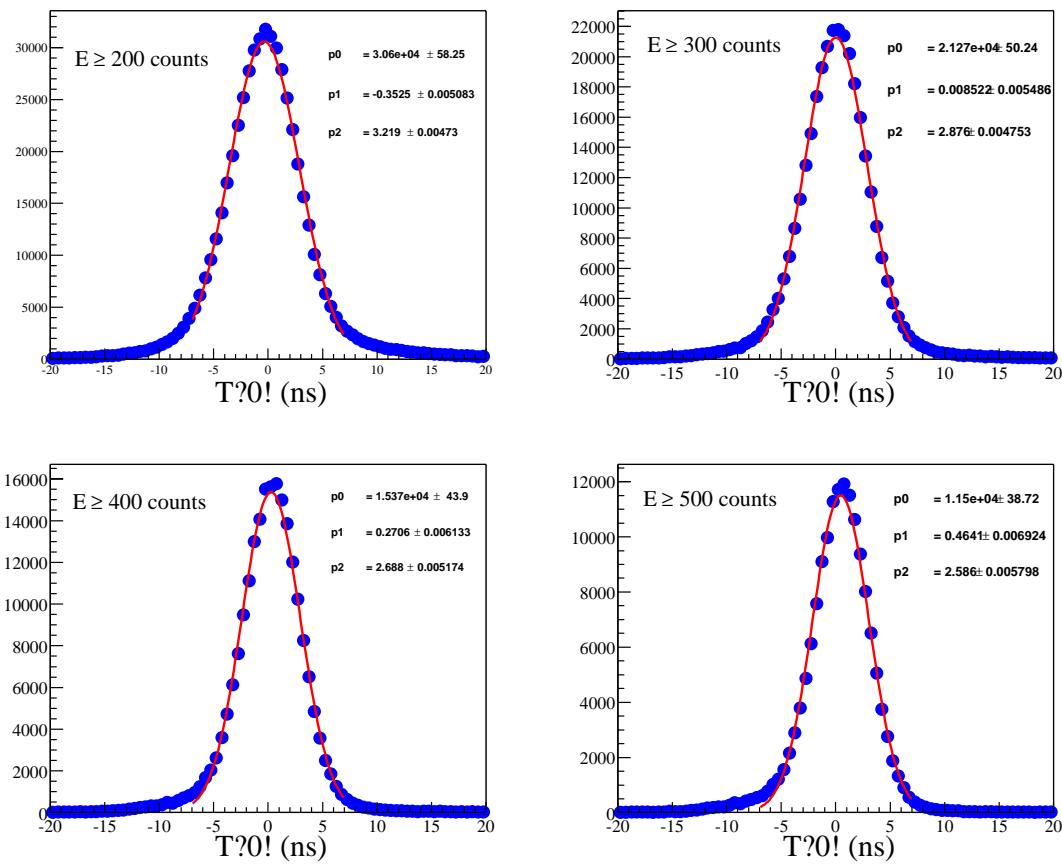 E ≥ 200 counts
p0 = 3.06e+04 ± 58.25
p1 = -0.3525 ± 0.005083
p2 = 3.219 ± 0.00473
30000
25000
20000
15000
10000
5000
0
-20 -15 -10 -5 0 5 10 15 20
T?0! (ns)
E ≥ 300 counts
p0 = 2.127e+04± 50.24
p1 = 0.008522± 0.005486
p2 = 2.876± 0.004753
22000
20000
18000
16000
14000
12000
10000
8000
6000
4000
2000
0
-20 -15 -10 -5 0 5 10 15 20
T?0! (ns)
E ≥ 400 counts
p0 = 1.537e+04 ± 43.9
p1 = 0.2706 ± 0.006133
p2 = 2.688 ± 0.005174
16000
14000
12000
10000
8000
6000
4000
2000
0
-20 -15 -10 -5 0 5 10 15 20
T?0! (ns)
E ≥ 500 counts
p0 = 1.15e+04± 38.72
p1 = 0.4641± 0.006924
p2 = 2.586± 0.005798
12000
10000
8000
6000
4000
2000
0
-20 -15 -10 -5 0 5 10 15 20
T?0! (ns)